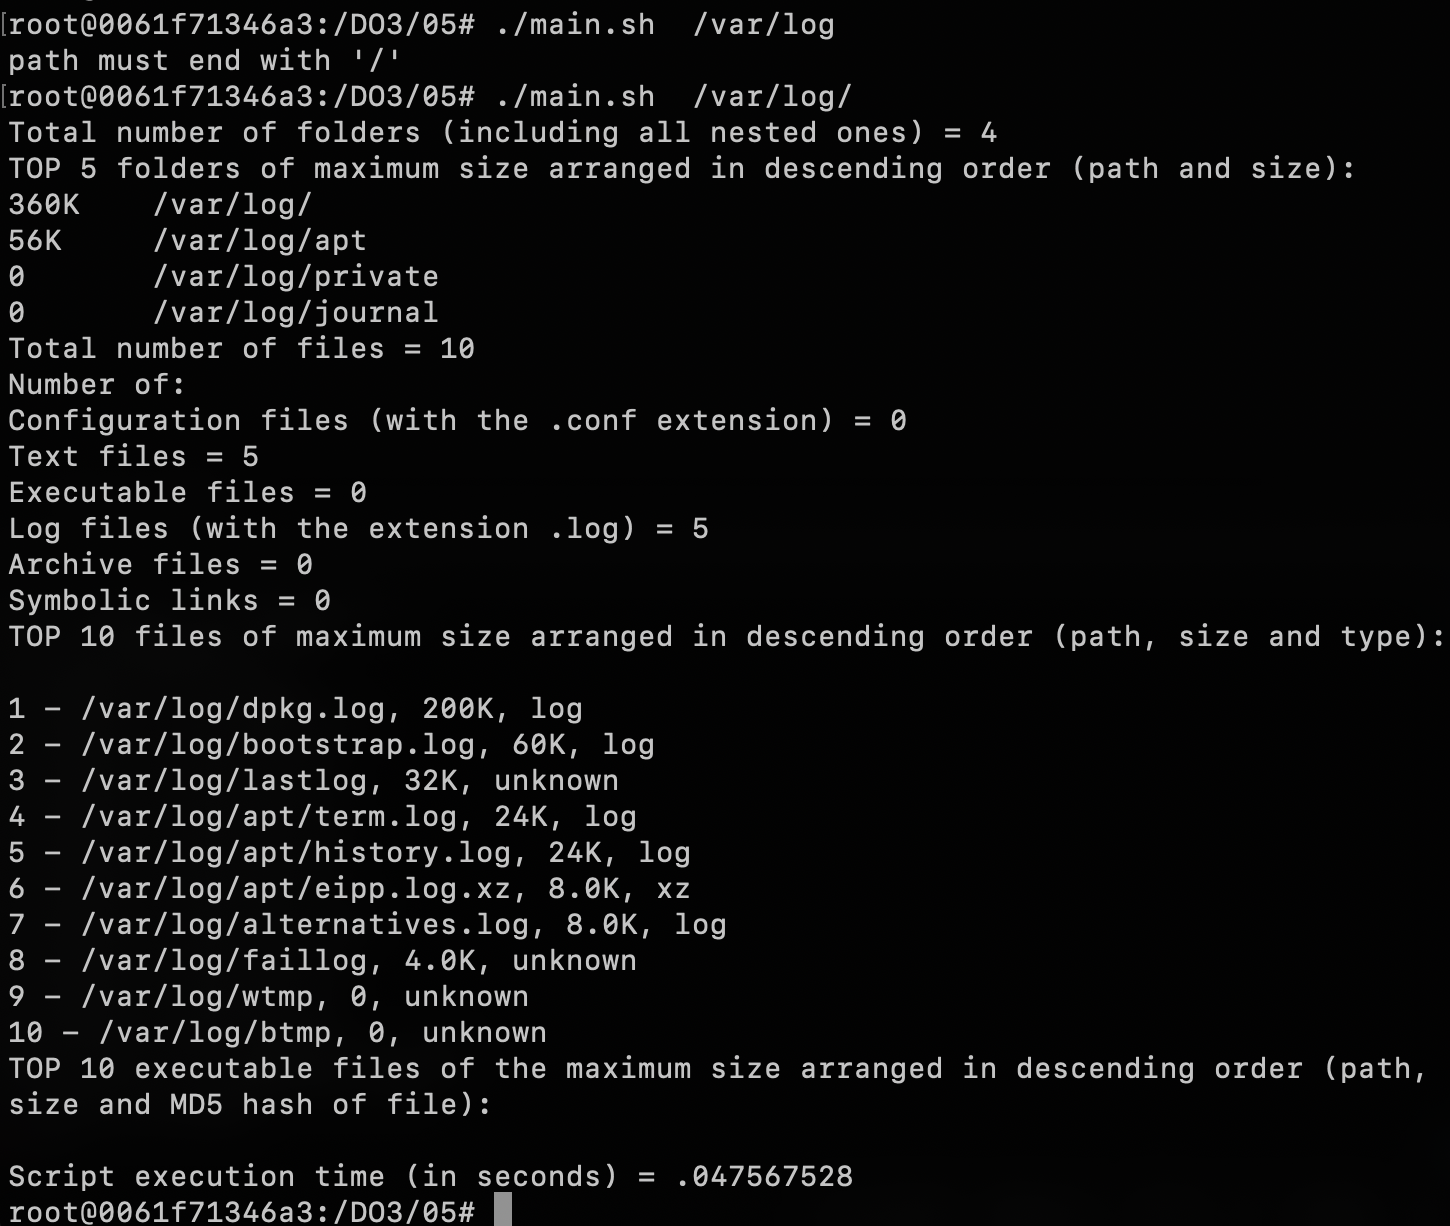 [root@0061f71346a3:/DO3/05# ./main.sh  /var/log
path must end with '/'
[root@0061f71346a3:/DO3/05# ./main.sh  /var/log/
Total number of folders (including all nested ones) = 4
TOP 5 folders of maximum size arranged in descending order (path and size):
360K    /var/log/
56K     /var/log/apt
0       /var/log/private
0       /var/log/journal
Total number of files = 10
Number of:
Configuration files (with the .conf extension) = 0
Text files = 5
Executable files = 0
Log files (with the extension .log) = 5
Archive files = 0
Symbolic links = 0
TOP 10 files of maximum size arranged in descending order (path, size and type):

1 – /var/log/dpkg.log, 200K, log
2 – /var/log/bootstrap.log, 60K, log
3 – /var/log/lastlog, 32K, unknown
4 – /var/log/apt/term.log, 24K, log
5 – /var/log/apt/history.log, 24K, log
6 – /var/log/apt/eipp.log.xz, 8.0K, xz
7 – /var/log/alternatives.log, 8.0K, log
8 – /var/log/faillog, 4.0K, unknown
9 – /var/log/wtmp, 0, unknown
10 – /var/log/btmp, 0, unknown
TOP 10 executable files of the maximum size arranged in descending order (path,
size and MD5 hash of file):

Script execution time (in seconds) = .047567528
root@0061f71346a3:/DO3/05#